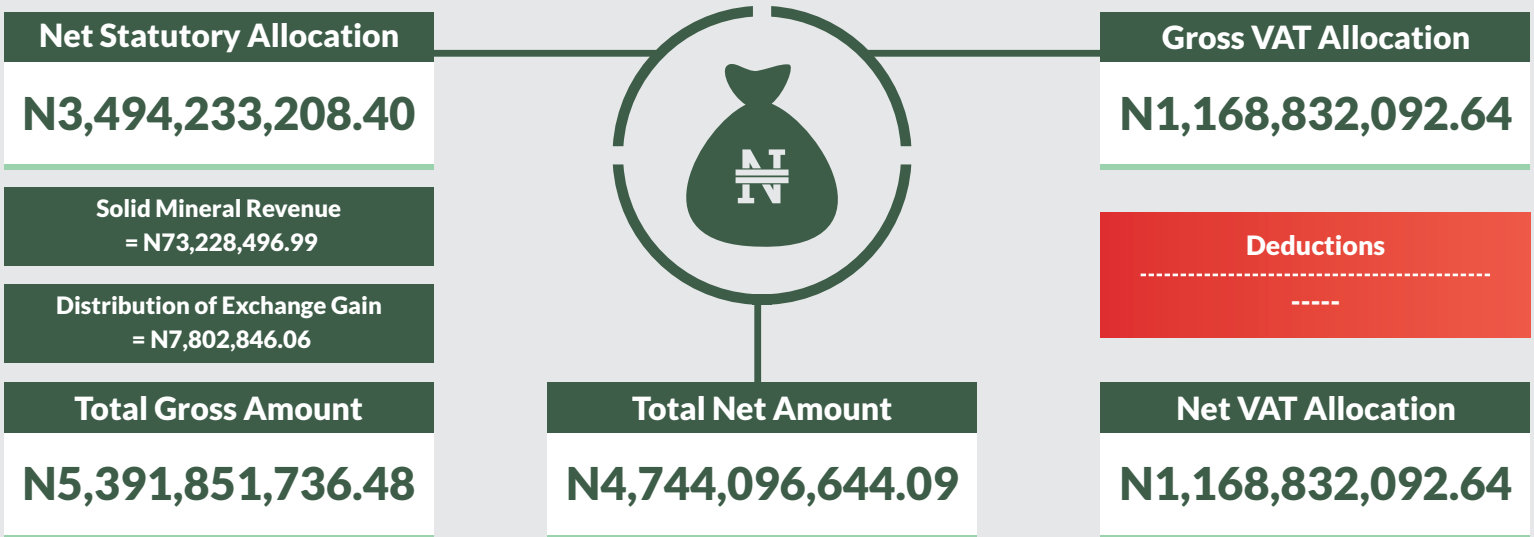 Net Statutory Allocation
N3,494,233,208.40
Solid Mineral Revenue
= N73,228,496.99
Distribution of Exchange Gain
= N7,802,846.06
Total Gross Amount
N5,391,851,736.48
₦
Total Net Amount
N4,744,096,644.09
Gross VAT Allocation
N1,168,832,092.64
Deductions
--------------------------------------------
-----
Net VAT Allocation
N1,168,832,092.64